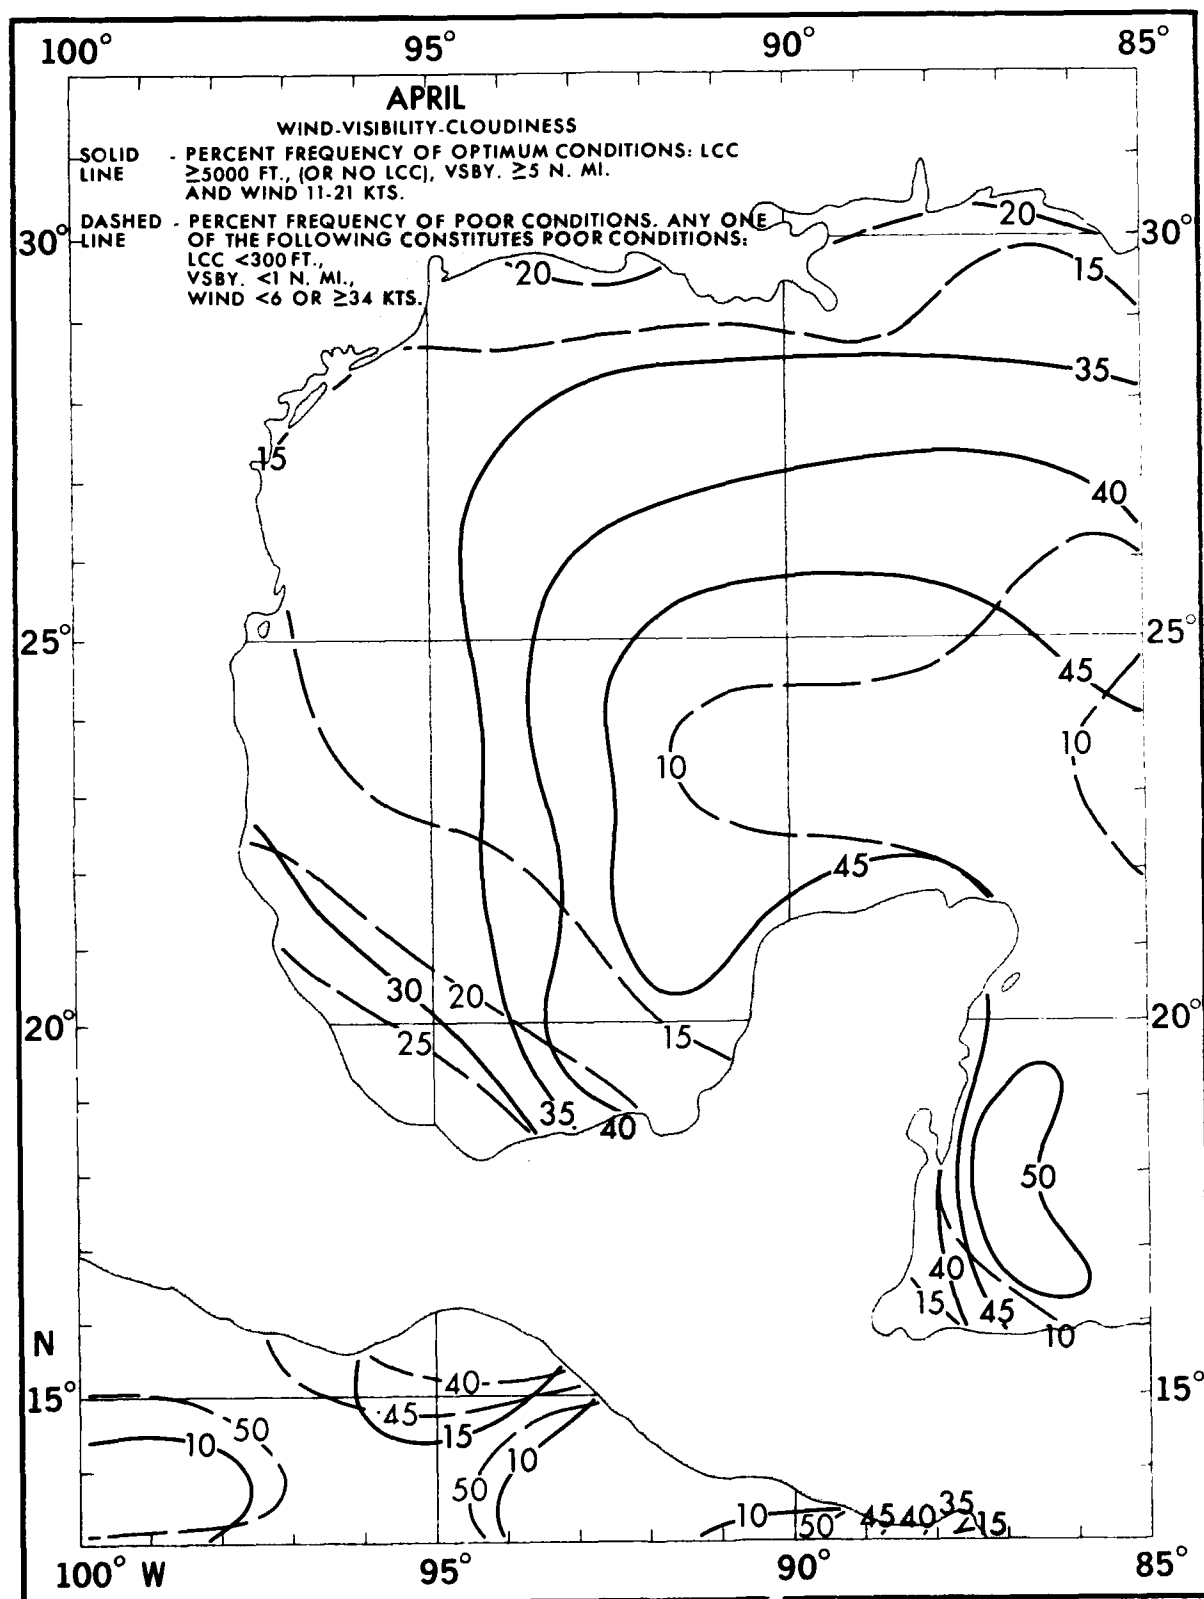 100° 95° 90° 85°
APRIL
WIND-VISIBILITY-CLOUDINESS
SOLID - PERCENT FREQUENCY OF OPTIMUM CONDITIONS: LCC
LINE ≥5000 FT., (OR NO LCC), VSBY. ≥5 N. MI.
AND WIND 11-21 KTS.
DASHED - PERCENT FREQUENCY OF POOR CONDITIONS. ANY ONE
LINE OF THE FOLLOWING CONSTITUTES POOR CONDITIONS:
LCC <300 FT.,
VSBY. <1 N. MI.,
WIND <6 OR ≥34 KTS.
20
30° 30°
15
20
35
15
40
25° 25°
45
10
10
45
30 20
20° 20°
25 15
35 40
50
40
15 45
10
N
15° 15°
40
45
15
50
10
10
50
10 50 45 40 35 15
100° W 95° 90° 85°